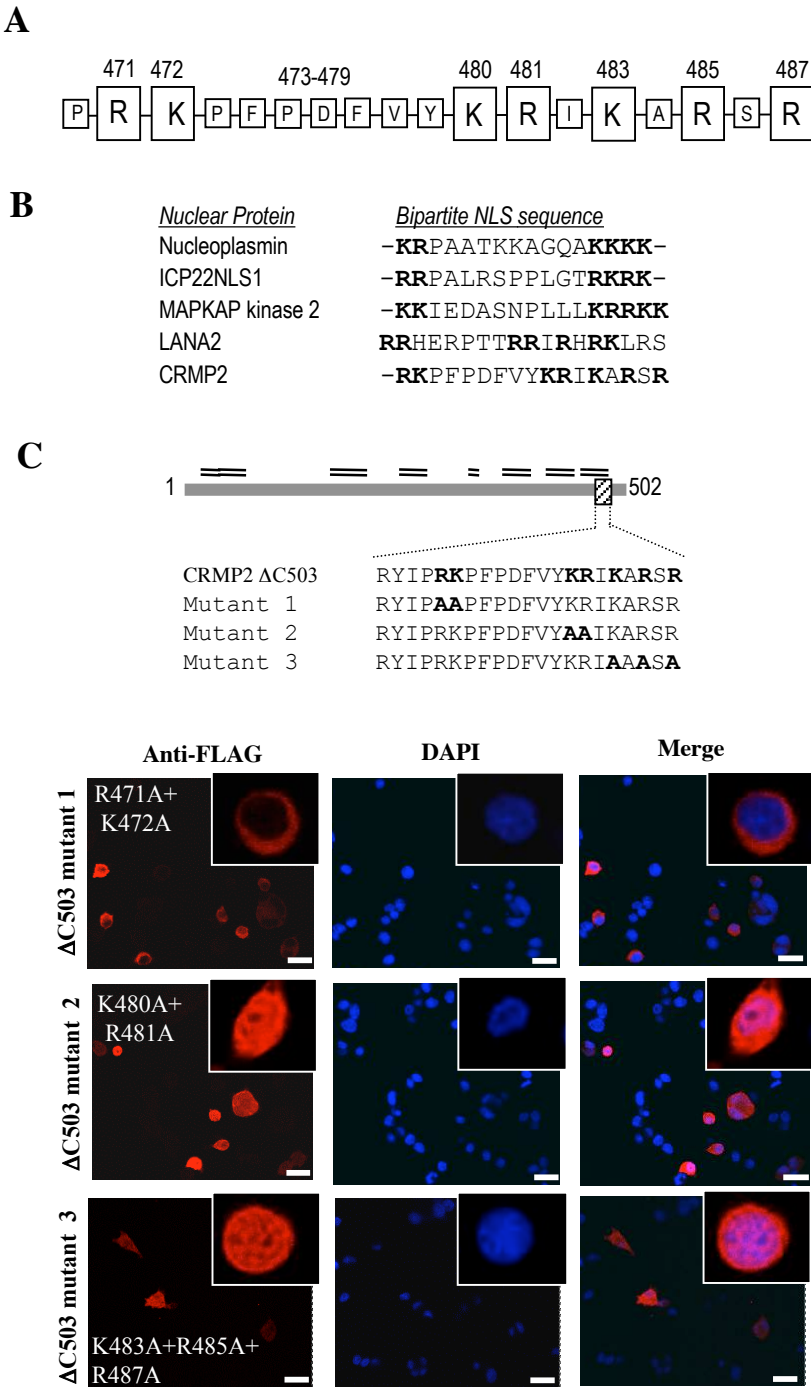 A
471 472 473-479 480 481 483 485 487
P R K P F P D F V Y K R I K A R S R
B
Nuclear Protein Bipartite NLS sequence
Nucleoplasmin –KRPAATKKAGQAKKKK–
ICP22NLS1 –RRPALRSPPLGTRKRK–
MAPKAP kinase 2 –KKIEDASNPLLLKRRKK
LANA2 RRHERPTTRRIRHRKLRS
CRMP2 –RKPFPDFVYKRIKARSR
C
1 502
CRMP2 ΔC503 RYIPRKPFPDFVYKRIKARSR
Mutant 1 RYIPAAPFPDFVYKRIKARSR
Mutant 2 RYIPRKPFPDFVYAAIKARSR
Mutant 3 RYIPRKPFPDFVYKRIAAASA
Anti-FLAG DAPI Merge
ΔC503 mutant 1
R471A+
K472A
ΔC503 mutant 2
K480A+
R481A
ΔC503 mutant 3
K483A+R485A+
R487A